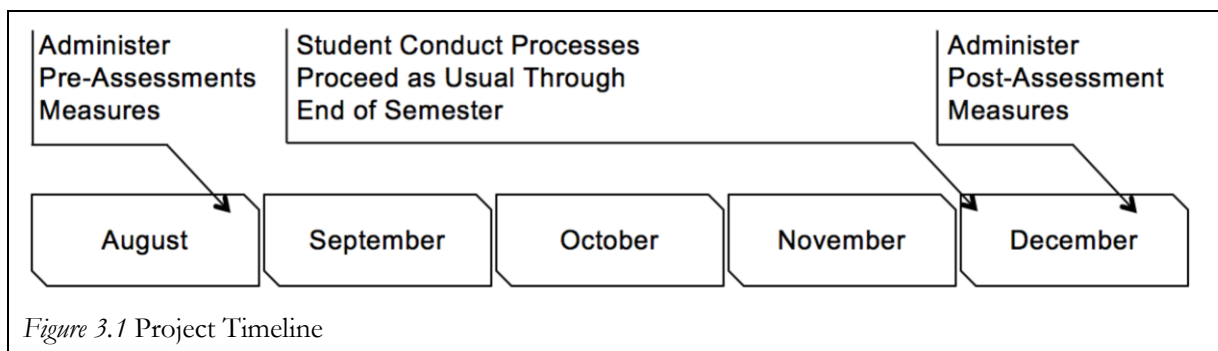 Administer
Pre-Assessments
Measures
Student Conduct Processes
Proceed as Usual Through
End of Semester
Administer
Post-Assessment
Measures
August
September
October
November
December
Figure 3.1 Project Timeline